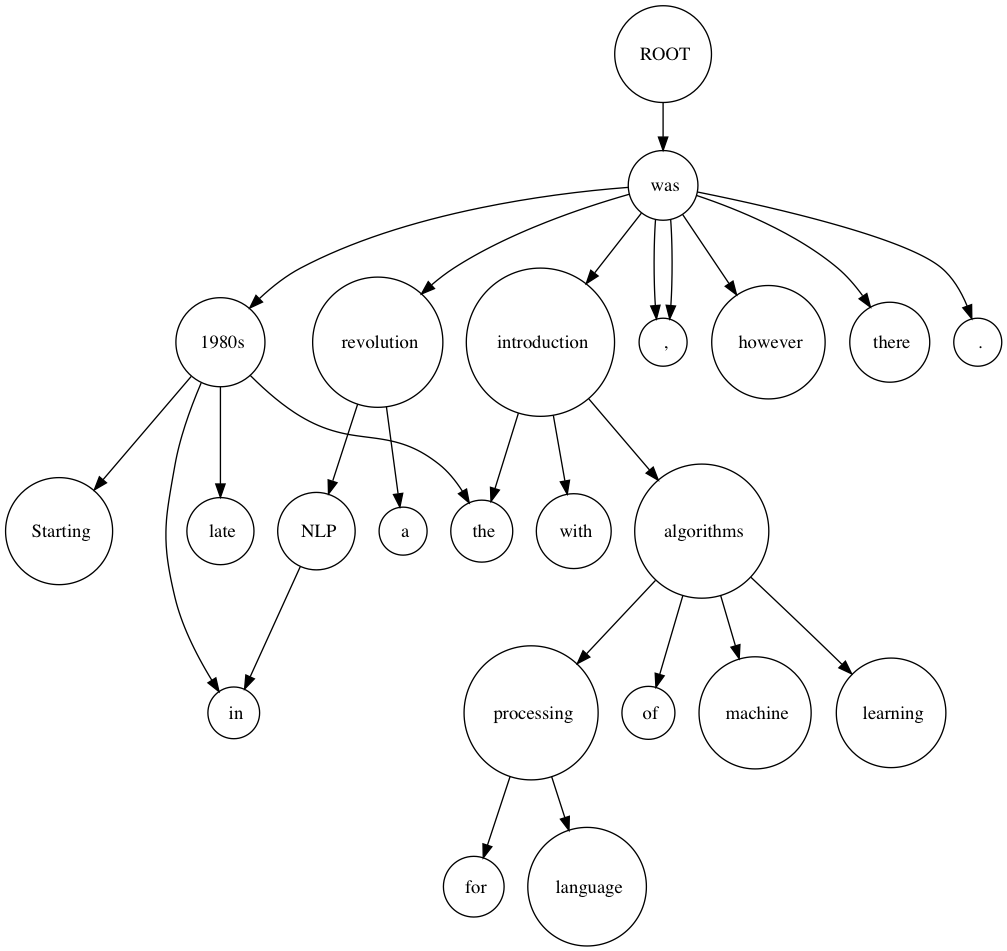 ROOT
was
1980s
revolution
introduction
,
however
there
.
Starting
late
NLP
a
the
with
algorithms
in
processing
of
machine
learning
for
language